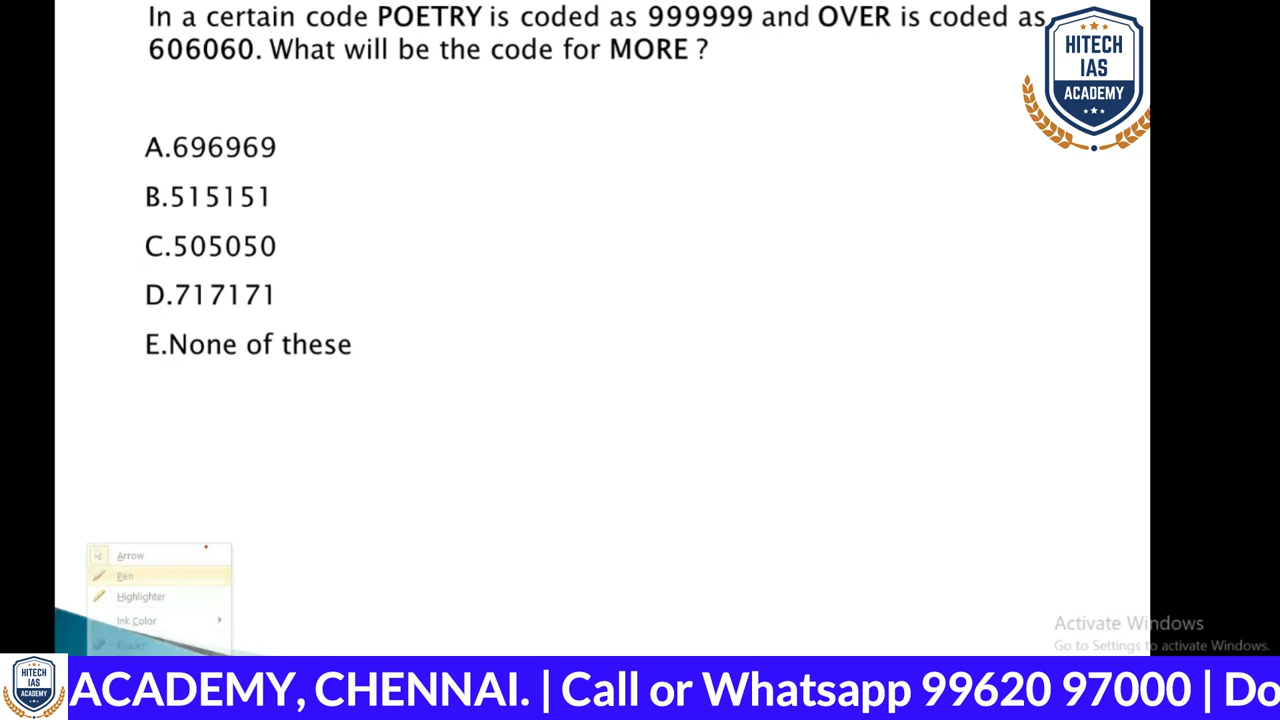 In a certain code POETRY is coded as 999999 and OVER is coded as
606060. What will be the code for MORE ?
HITECH
IAS
ACADEMY
A.696969
B.515151
C.505050
D.717171
E.None of these
Arrow
Pen
Highlighter
Ink Color
Eraser
Activate Windows
Go to Settings to activate Windows.
HITECH
IAS
ACADEMY
ACADEMY, CHENNAI. | Call or Whatsapp 99620 97000 | Do